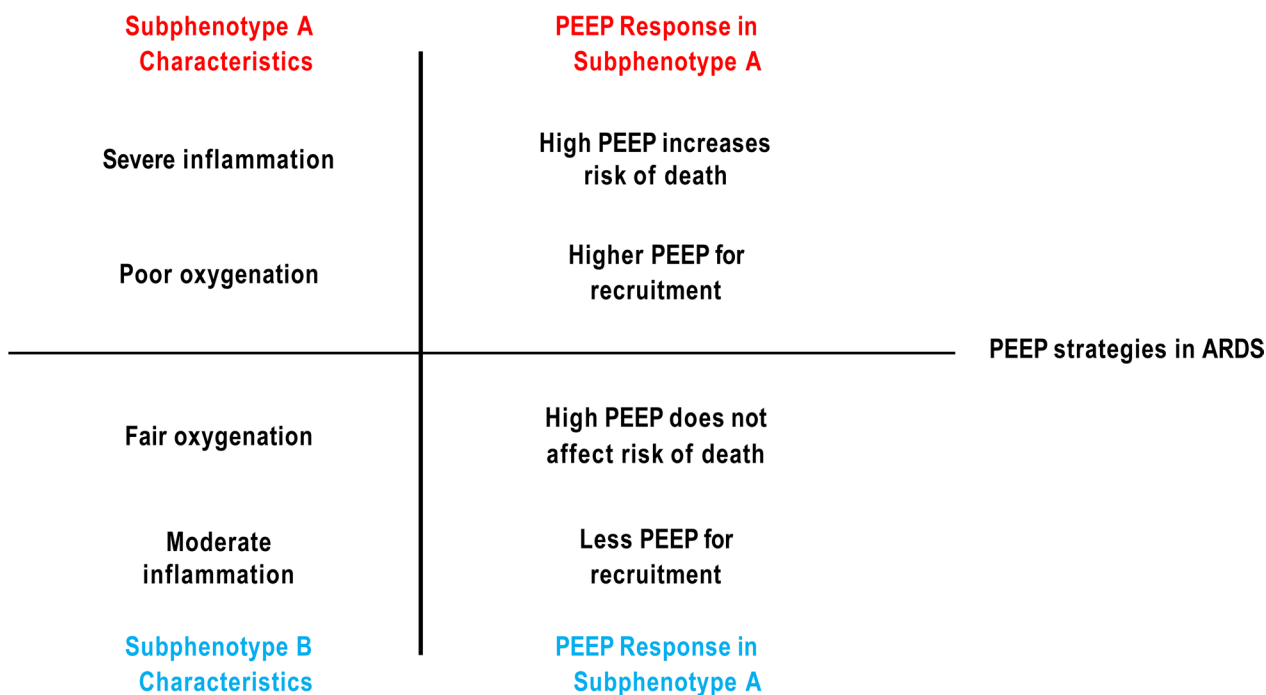 Subphenotype A
Characteristics
PEEP Response in
Subphenotype A
Severe inflammation
High PEEP increases
risk of death
Poor oxygenation
Higher PEEP for
recruitment
PEEP strategies in ARDS
Fair oxygenation
High PEEP does not
affect risk of death
Moderate
inflammation
Less PEEP for
recruitment
Subphenotype B
Characteristics
PEEP Response in
Subphenotype A